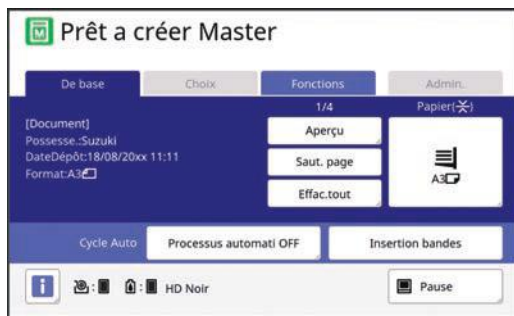 Prêt a créer Master
De base
Choix
Fonctions
Admin.
1/4
Papier(
)
[Document]
Possesse.:Suzuki
DateDépôt:18/08/20xx 11:11
Format:A3
Aperçu
Saut. page
Effac.tout
A3
Cycle Auto
Processus automati OFF
Insertion bandes
i
:
:
HD Noir
Pause